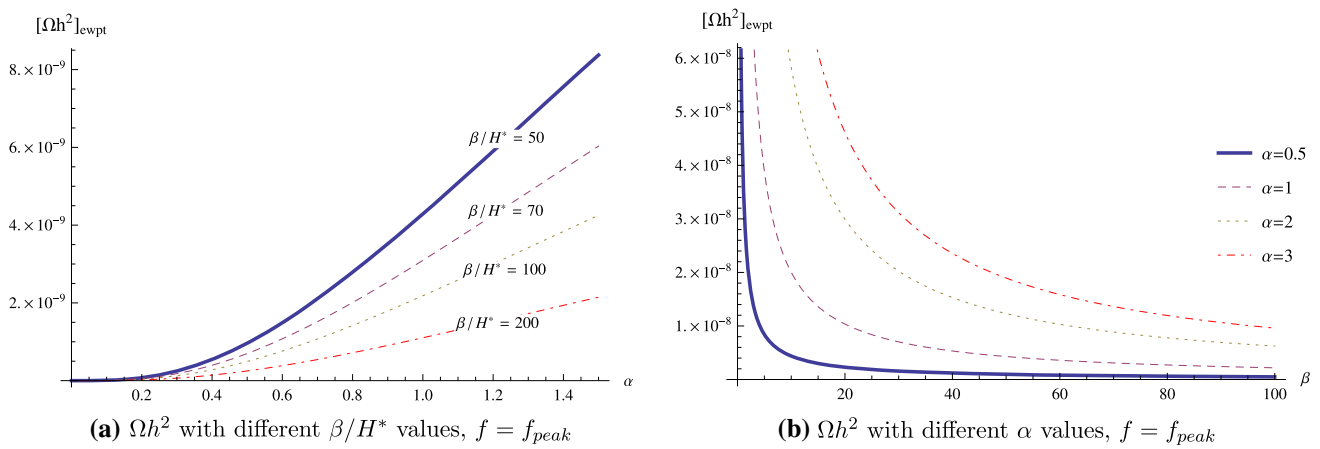 [Ωh²]ewpt
8.×10⁻⁹
6.×10⁻⁹
4.×10⁻⁹
2.×10⁻⁹
β/H* = 50
β/H* = 70
β/H* = 100
β/H* = 200
0.2 0.4 0.6 0.8 1.0 1.2 1.4 α
(a) Ωh² with different β/H* values, f = f_peak
[Ωh²]ewpt
6.×10⁻⁸
5.×10⁻⁸
4.×10⁻⁸
3.×10⁻⁸
2.×10⁻⁸
1.×10⁻⁸
α=0.5
α=1
α=2
α=3
20 40 60 80 100 β
(b) Ωh² with different α values, f = f_peak